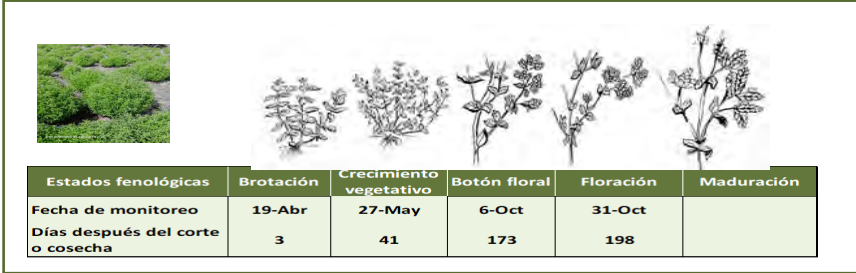 Estados fenológicas Brotación Crecimiento vegetativo Botón floral Floración Maduración
Fecha de monitoreo 19-Abr 27-May 6-Oct 31-Oct
Días después del corte o cosecha 3 41 173 198